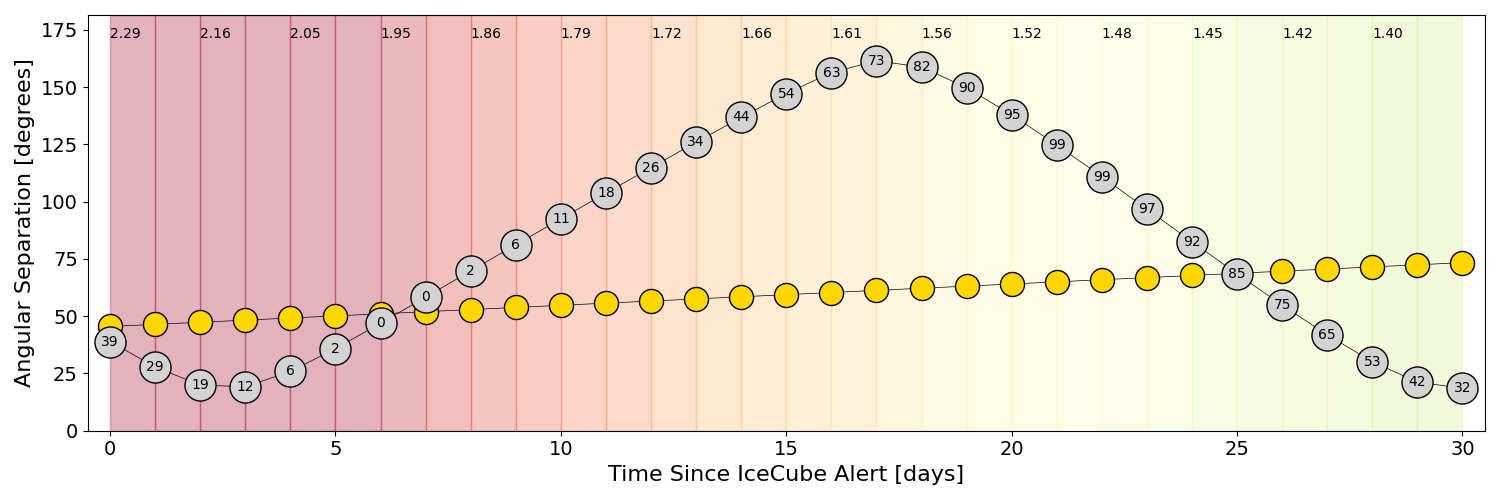 2.29 2.16 2.05 1.95 1.86 1.79 1.72 1.66 1.61 1.56 1.52 1.48 1.45 1.42 1.40
175
150
125
100
75
50
25
0
Angular Separation [degrees]
39 29 19 12 6 2 0 0 2 6 11 18 26 34 44 54 63 73 82 90 95 99 99 97 92 85 75 65 53 42 32
0 5 10 15 20 25 30
Time Since IceCube Alert [days]